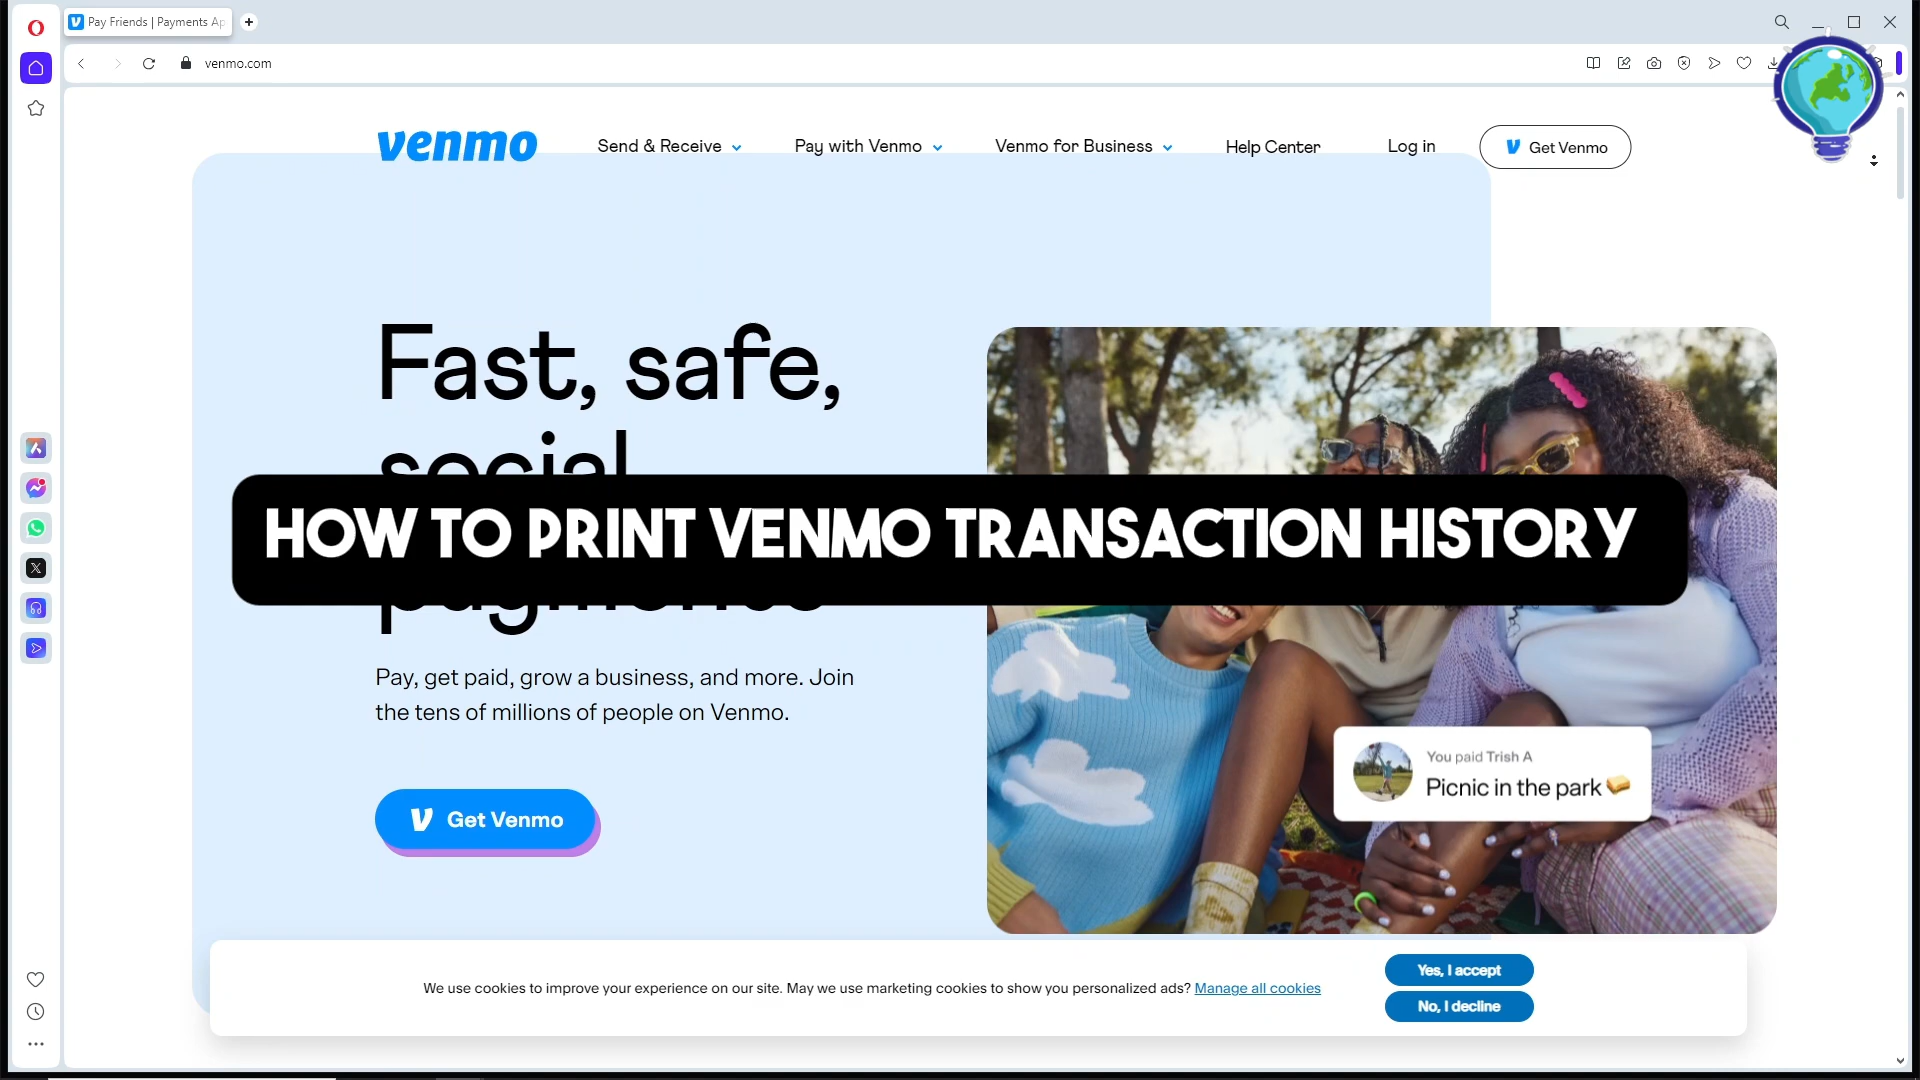 Pay Friends | Payments Ap
venmo.com
venmo
Send & Receive
Pay with Venmo
Venmo for Business
Help Center
Log in
Get Venmo
Fast, safe,
social
HOW TO PRINT VENMO TRANSACTION HISTORY
payments
Pay, get paid, grow a business, and more. Join
the tens of millions of people on Venmo.
Get Venmo
You paid Trish A
Picnic in the park
We use cookies to improve your experience on our site. May we use marketing cookies to show you personalized ads? Manage all cookies
Yes, I accept
No, I decline